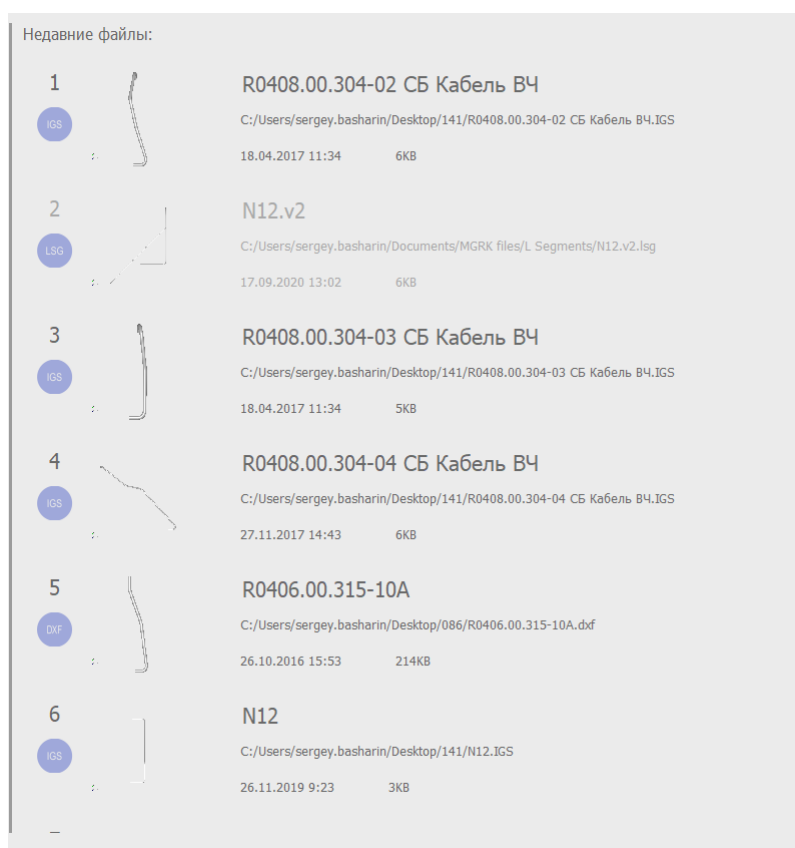 Недавние файлы:
1
R0408.00.304-02 СБ Кабель ВЧ
IGS
C:/Users/sergey.basharin/Desktop/141/R0408.00.304-02 СБ Кабель ВЧ.IGS
18.04.2017 11:34 6KB
2
N12.v2
LSG
C:/Users/sergey.basharin/Documents/MGRK files/L Segments/N12.v2.lsg
17.09.2020 13:02 6KB
3
R0408.00.304-03 СБ Кабель ВЧ
IGS
C:/Users/sergey.basharin/Desktop/141/R0408.00.304-03 СБ Кабель ВЧ.IGS
18.04.2017 11:34 5KB
4
R0408.00.304-04 СБ Кабель ВЧ
IGS
C:/Users/sergey.basharin/Desktop/141/R0408.00.304-04 СБ Кабель ВЧ.IGS
27.11.2017 14:43 6KB
5
R0406.00.315-10A
DXF
C:/Users/sergey.basharin/Desktop/086/R0406.00.315-10A.dxf
26.10.2016 15:53 214KB
6
N12
IGS
C:/Users/sergey.basharin/Desktop/141/N12.IGS
26.11.2019 9:23 3KB